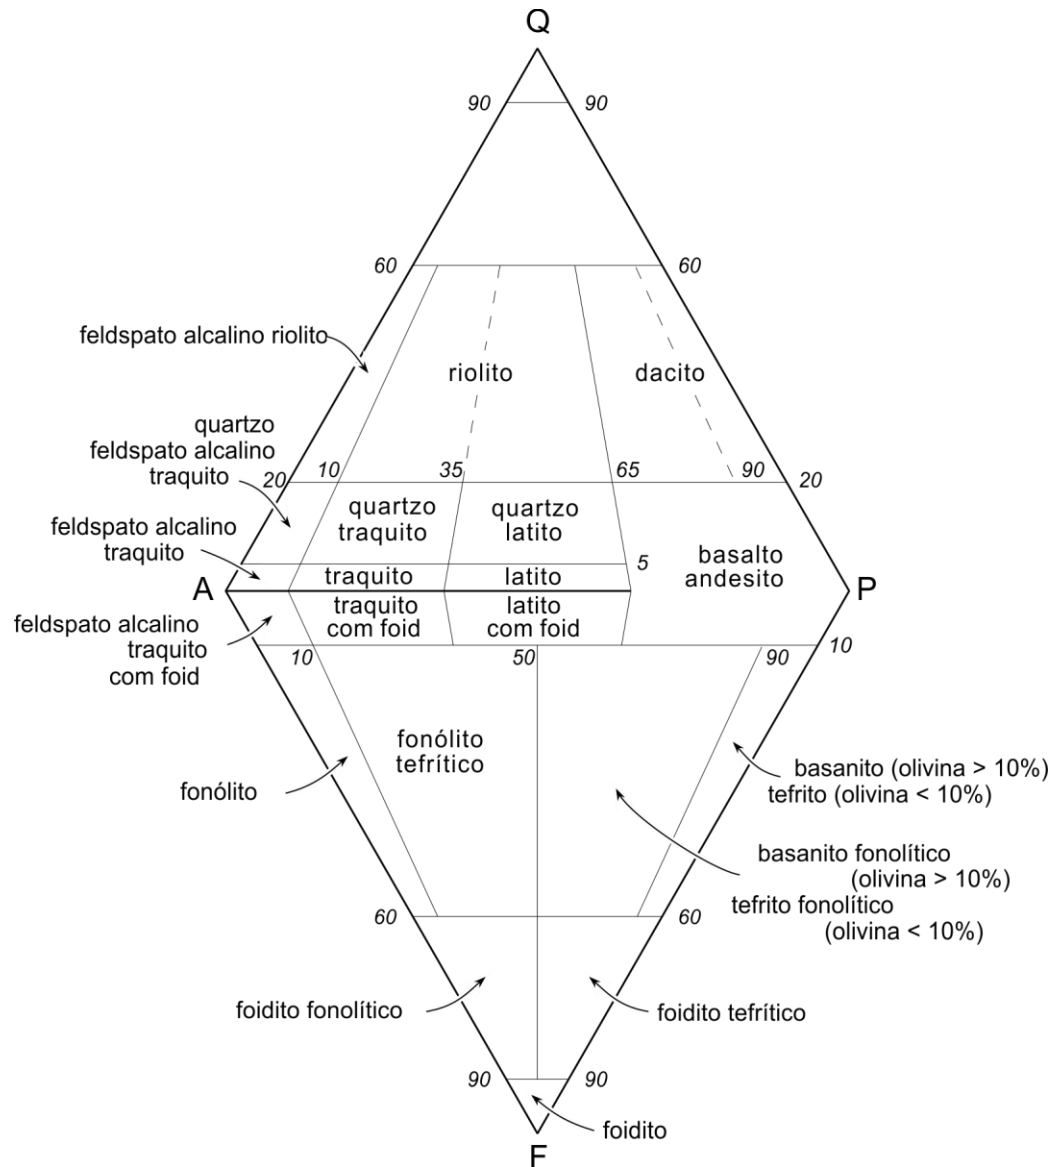 Q
90
90
60
60
feldspato alcalino riolito
riolito
dacito
quartzo
feldspato alcalino
traquito
20
10
35
65
90
20
quartzo
traquito
quartzo
latito
feldspato alcalino
traquito
basalto
andesito
5
traquito
latito
A
P
traquito
com foid
latito
com foid
feldspato alcalino
traquito
com foid
10
50
90
10
fonólito
tefrítico
fonólito
basanito (olivina > 10%)
tefrito (olivina < 10%)
basanito fonolítico
(olivina > 10%)
tefrito fonolítico
(olivina < 10%)
60
60
foidito fonolítico
foidito tefrítico
90
90
foidito
F